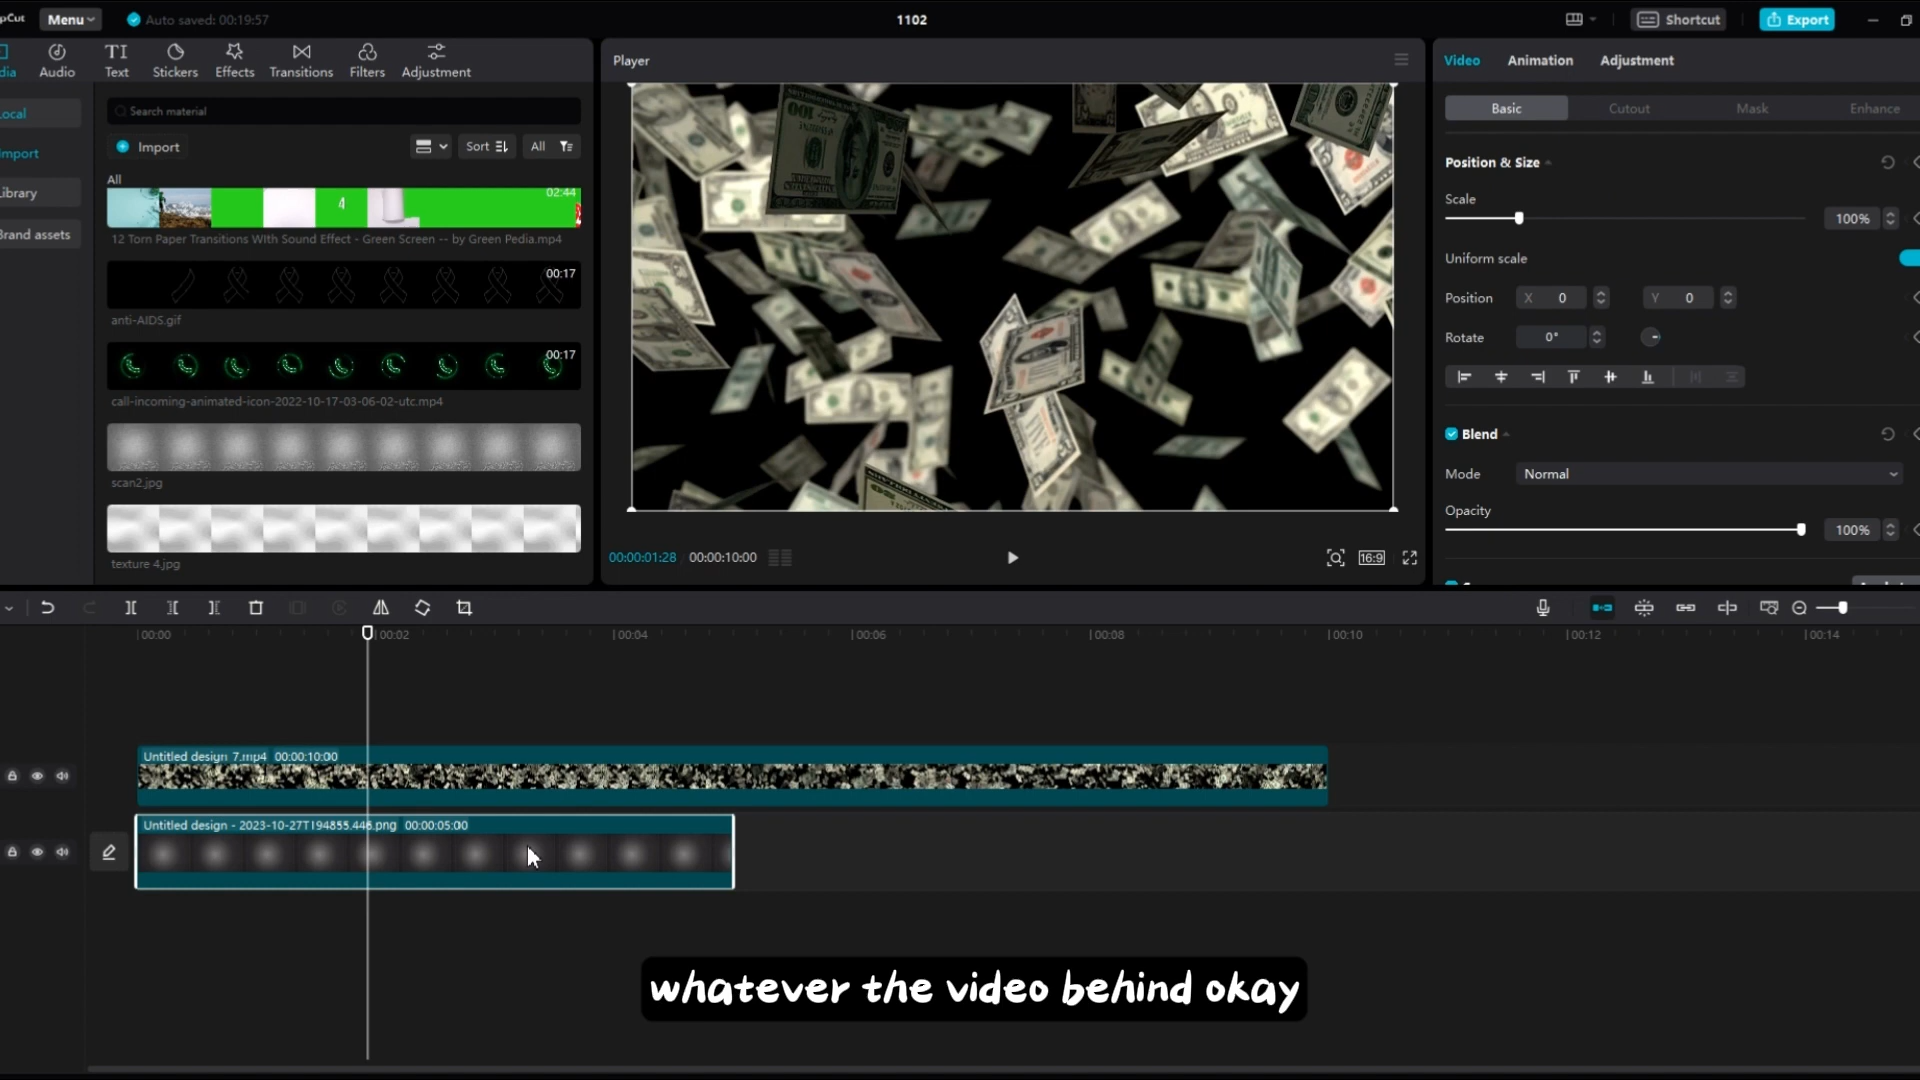 pCut
Menu
Auto saved: 00:19:57
1102
Shortcut
Export
dia
Audio
TI
Text
Stickers
Effects
Transitions
Filters
Adjustment
ocal
mport
ibrary
Brand assets
Search material
Import
Sort
All
All
02:44
4
12 Torn Paper Transitions WIth Sound Effect - Green Screen -- by Green Pedia.mp4
00:17
anti-AIDS.gif
00:17
call-incoming-animated-icon-2022-10-17-03-06-02-utc.mp4
scan2.jpg
texture 4.jpg
Player
00:00:01:28
00:00:10:00
16:9
Video
Animation
Adjustment
Basic
Cutout
Mask
Enhance
Position & Size
Scale
100%
Uniform scale
Position
X 0
Y 0
Rotate
0°
Blend
Mode
Normal
Opacity
100%
00:00
00:02
00:04
00:06
00:08
00:10
00:12
00:14
Untitled design 7.mp4 00:00:10:00
Untitled design - 2023-10-27T194855.446.png 00:00:05:00
whatever the video behind okay